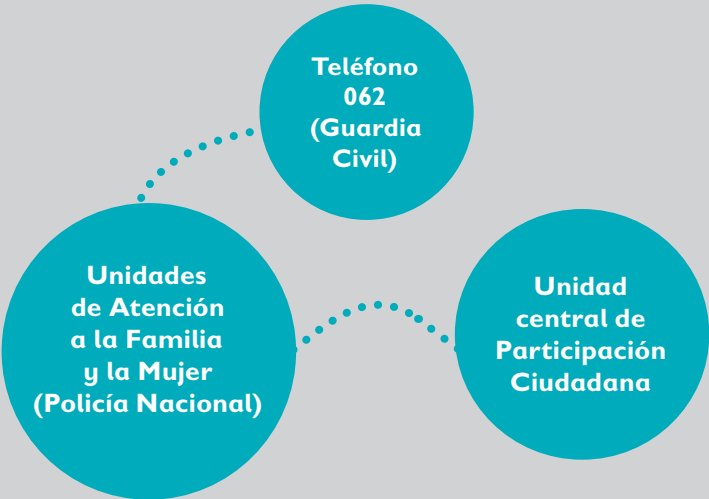 Teléfono
062
(Guardia
Civil)
Unidades
de Atención
a la Familia
y la Mujer
(Policía Nacional)
Unidad
central de
Participación
Ciudadana